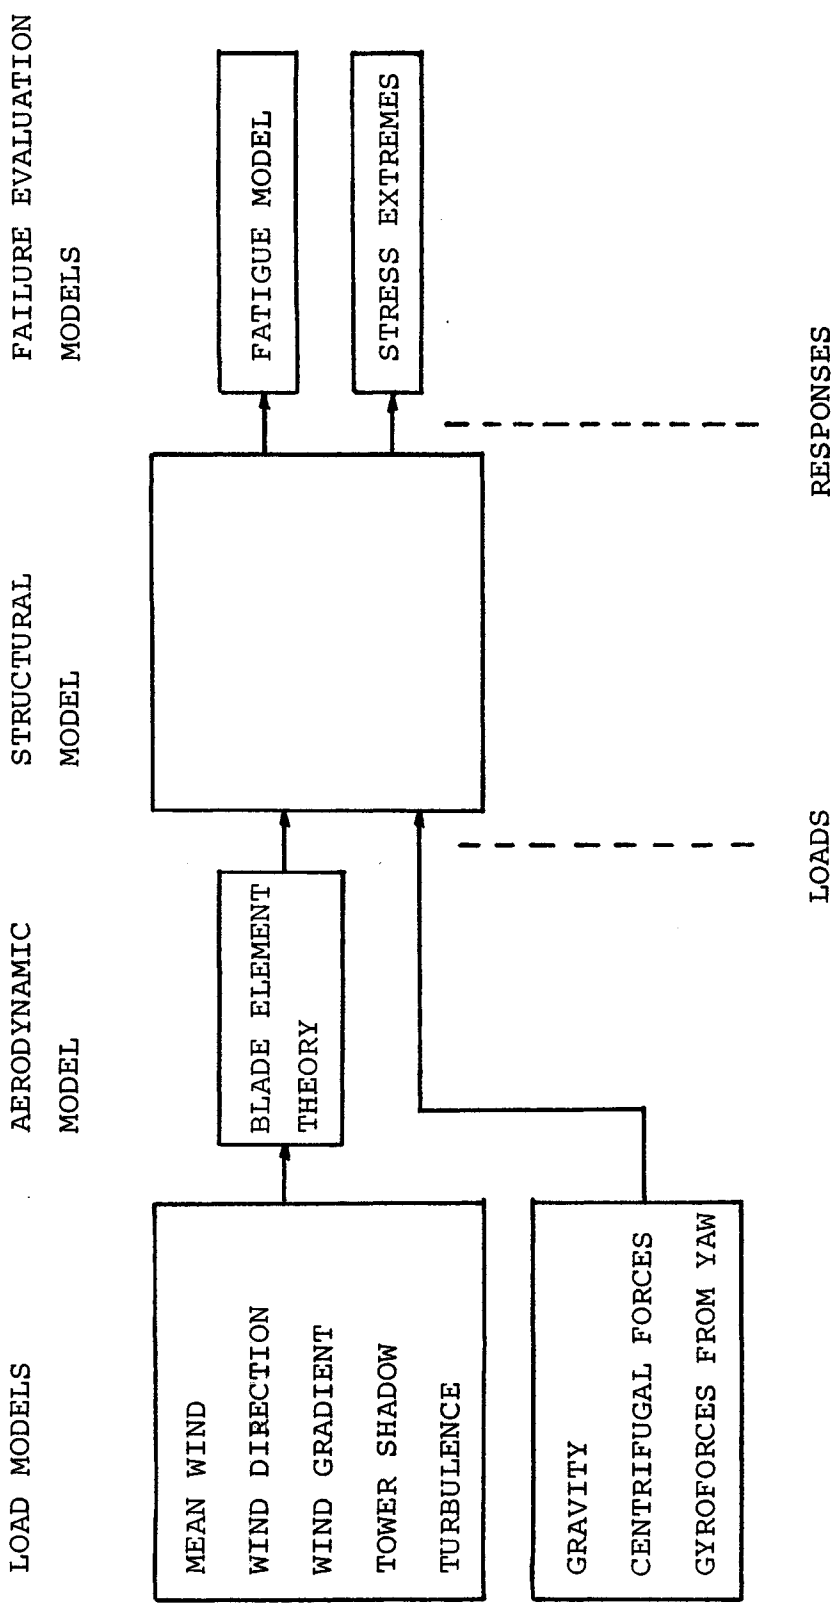 LOAD MODELS
AERODYNAMIC
MODEL
STRUCTURAL
MODEL
FAILURE EVALUATION
MODELS
MEAN WIND
WIND DIRECTION
WIND GRADIENT
TOWER SHADOW
TURBULENCE
BLADE ELEMENT
THEORY
FATIGUE MODEL
STRESS EXTREMES
GRAVITY
CENTRIFUGAL FORCES
GYROFORCES FROM YAW
LOADS
RESPONSES